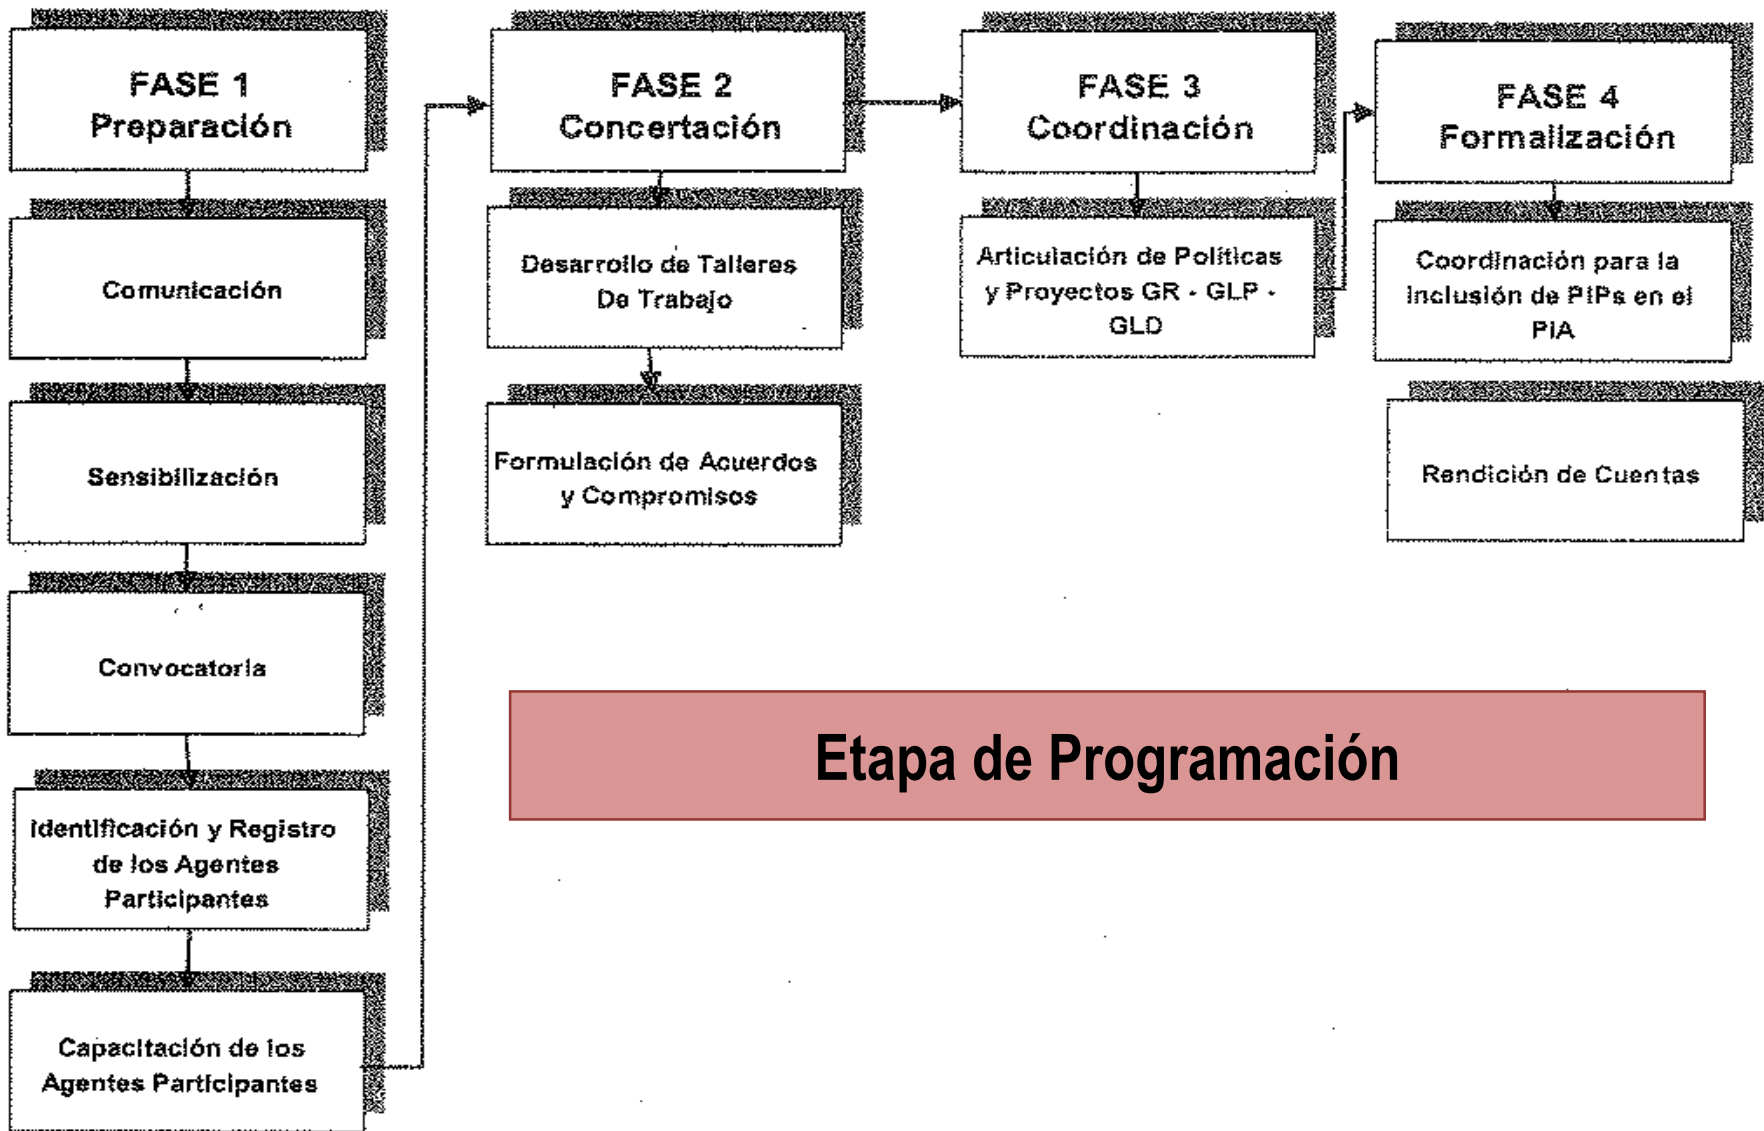 FASE 1
Preparación
Comunicación
Sensibilización
Convocatoria
Identificación y Registro
de los Agentes
Participantes
Capacitación de los
Agentes Participantes
FASE 2
Concertación
Desarrollo de Talleres
De Trabajo
Formulación de Acuerdos
y Compromisos
FASE 3
Coordinación
Articulación de Políticas
y Proyectos GR - GLP -
GLD
FASE 4
Formalización
Coordinación para la
inclusión de PIPs en el
PIA
Rendición de Cuentas
Etapa de Programación